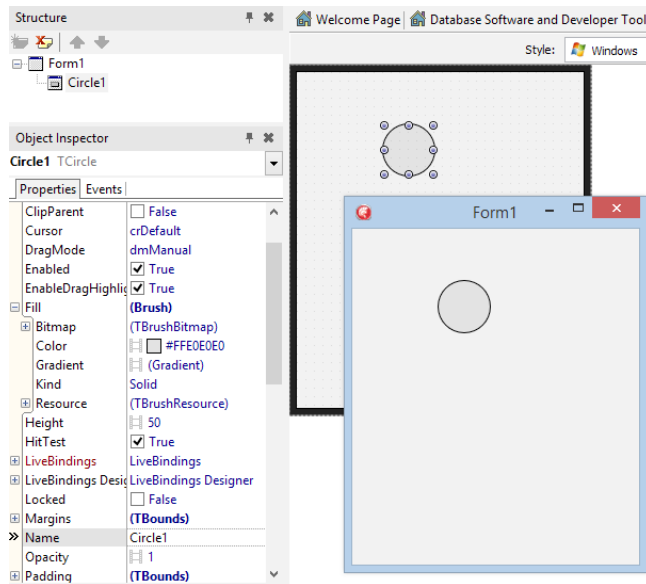 Structure
Form1
Circle1
Object Inspector
Circle1 TCircle
Properties Events
ClipParent False
Cursor crDefault
DragMode dmManual
Enabled True
EnableDragHighlig True
Fill (Brush)
Bitmap (TBrushBitmap)
Color #FFE0E0E0
Gradient (Gradient)
Kind Solid
Resource (TBrushResource)
Height 50
HitTest True
LiveBindings LiveBindings
LiveBindings Desig LiveBindings Designer
Locked False
Margins (TBounds)
Name Circle1
Opacity 1
Padding (TBounds)
Welcome Page Database Software and Developer Tool
Style: Windows
Form1